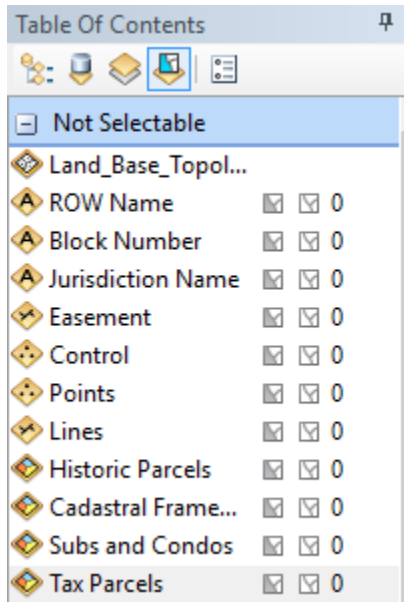 Table Of Contents
Not Selectable
Land_Base_Topol...
ROW Name 0
Block Number 0
Jurisdiction Name 0
Easement 0
Control 0
Points 0
Lines 0
Historic Parcels 0
Cadastral Frame... 0
Subs and Condos 0
Tax Parcels 0